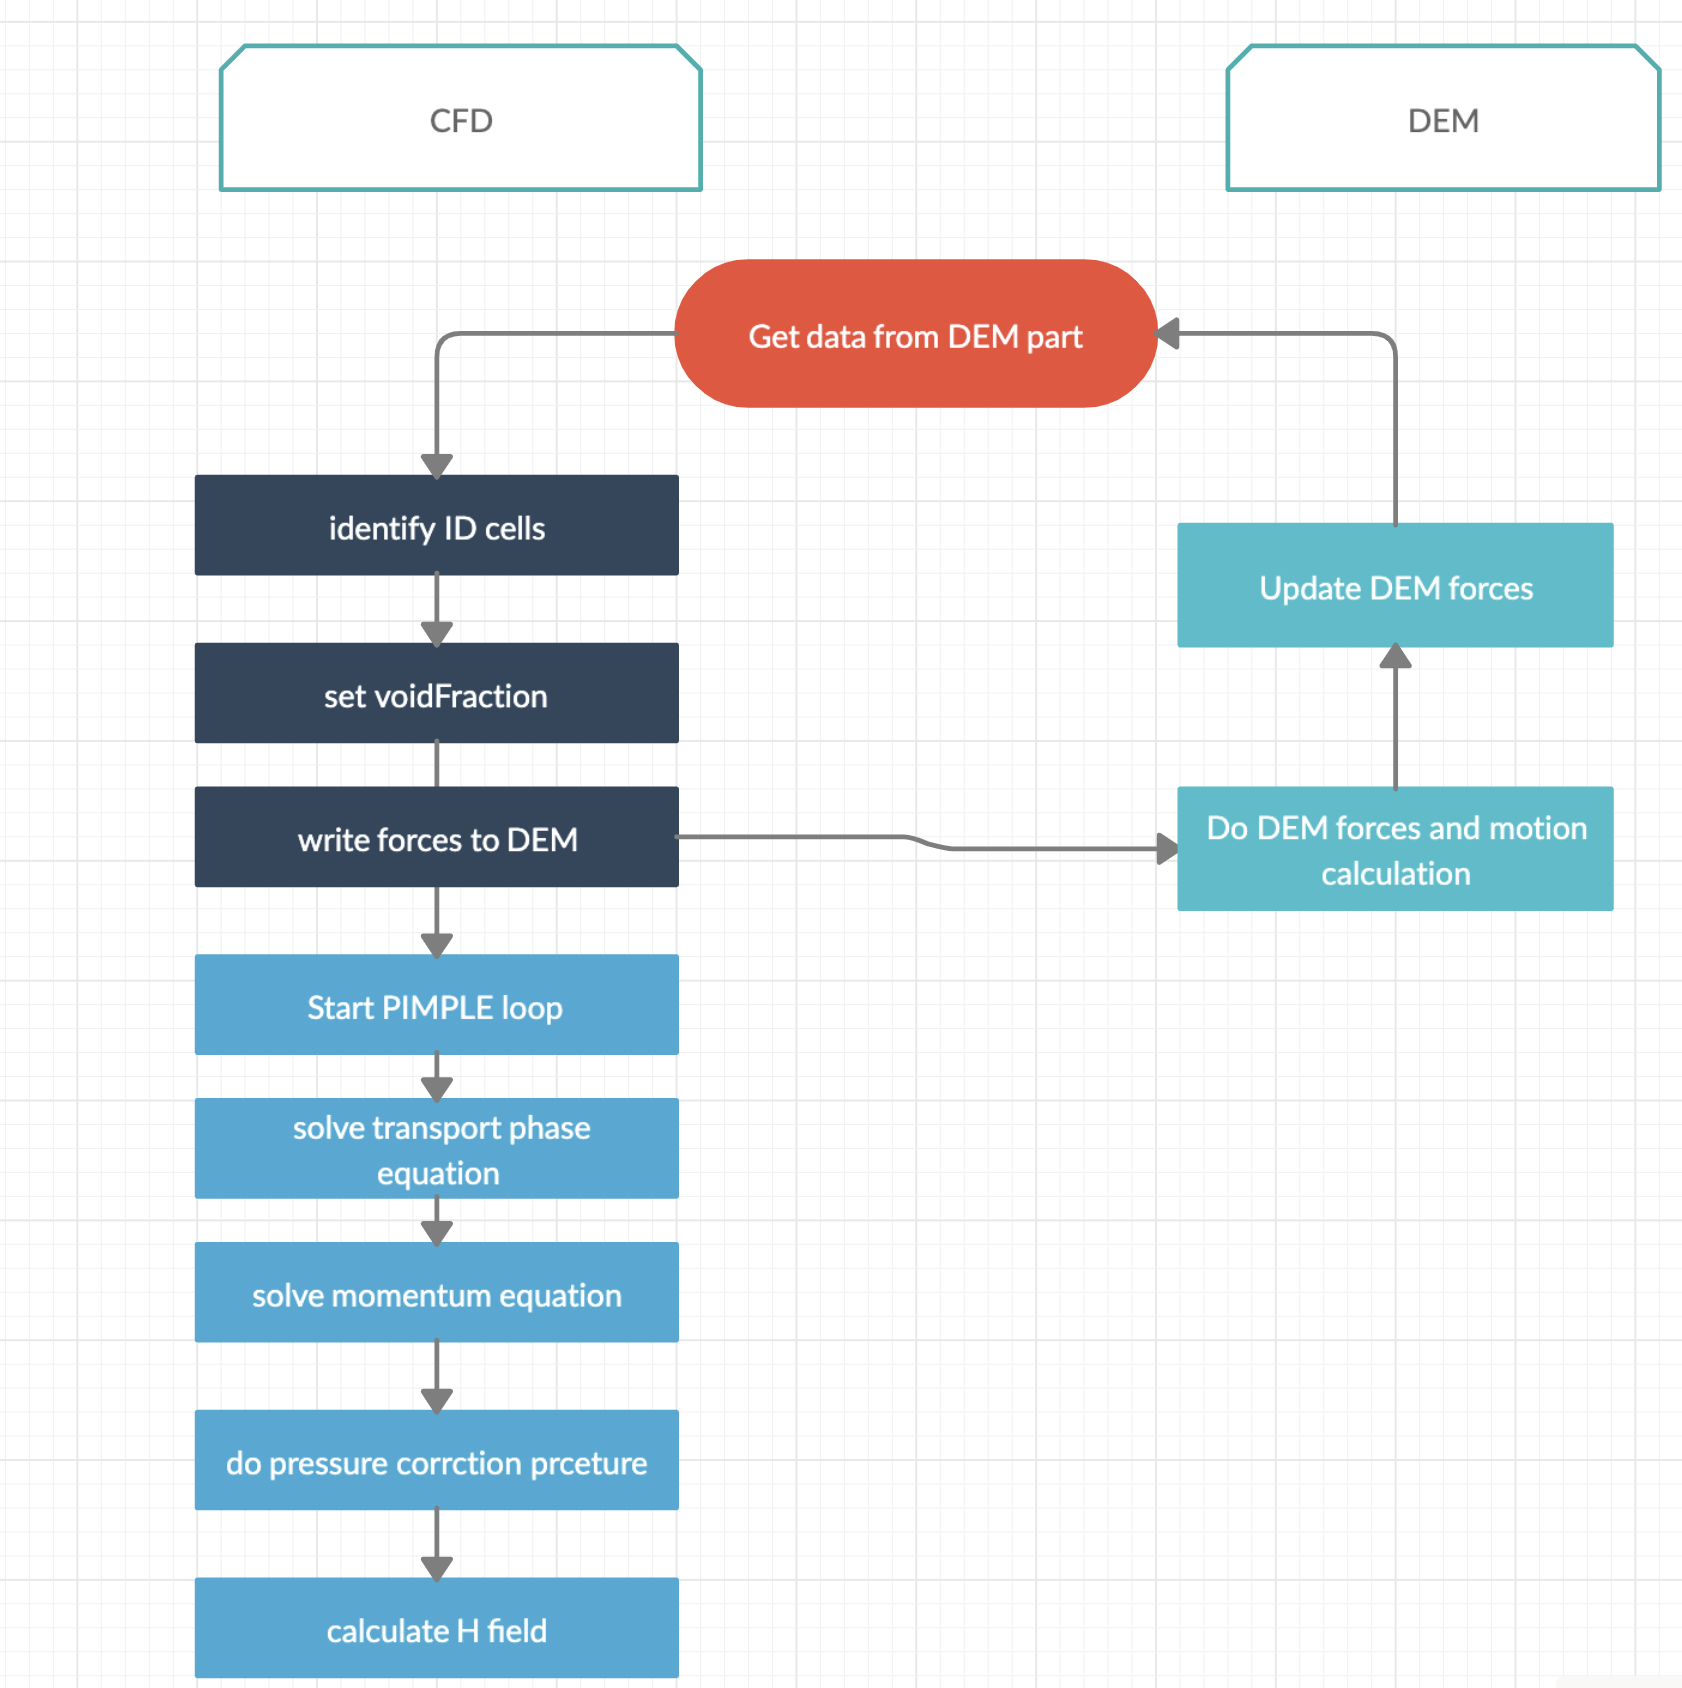 CFD
DEM
Get data from DEM part
identify ID cells
Update DEM forces
set voidFraction
write forces to DEM
Do DEM forces and motion
calculation
Start PIMPLE loop
solve transport phase
equation
solve momentum equation
do pressure corrction prceture
calculate H field